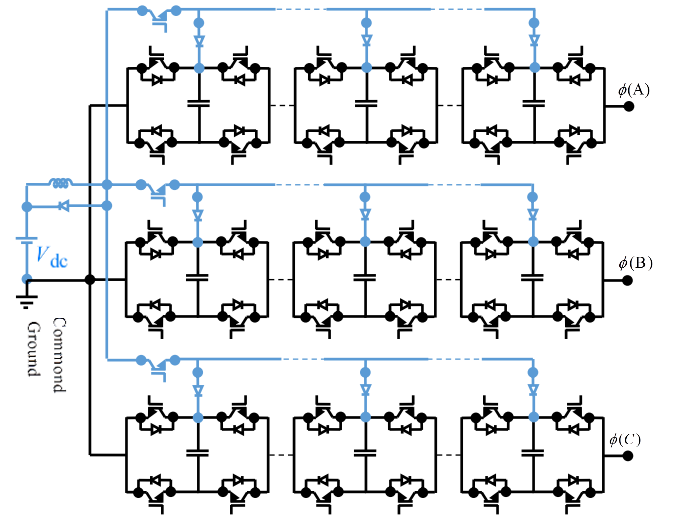 ϕ(A)
V dc
ϕ(B)
Commond
Ground
ϕ(C)